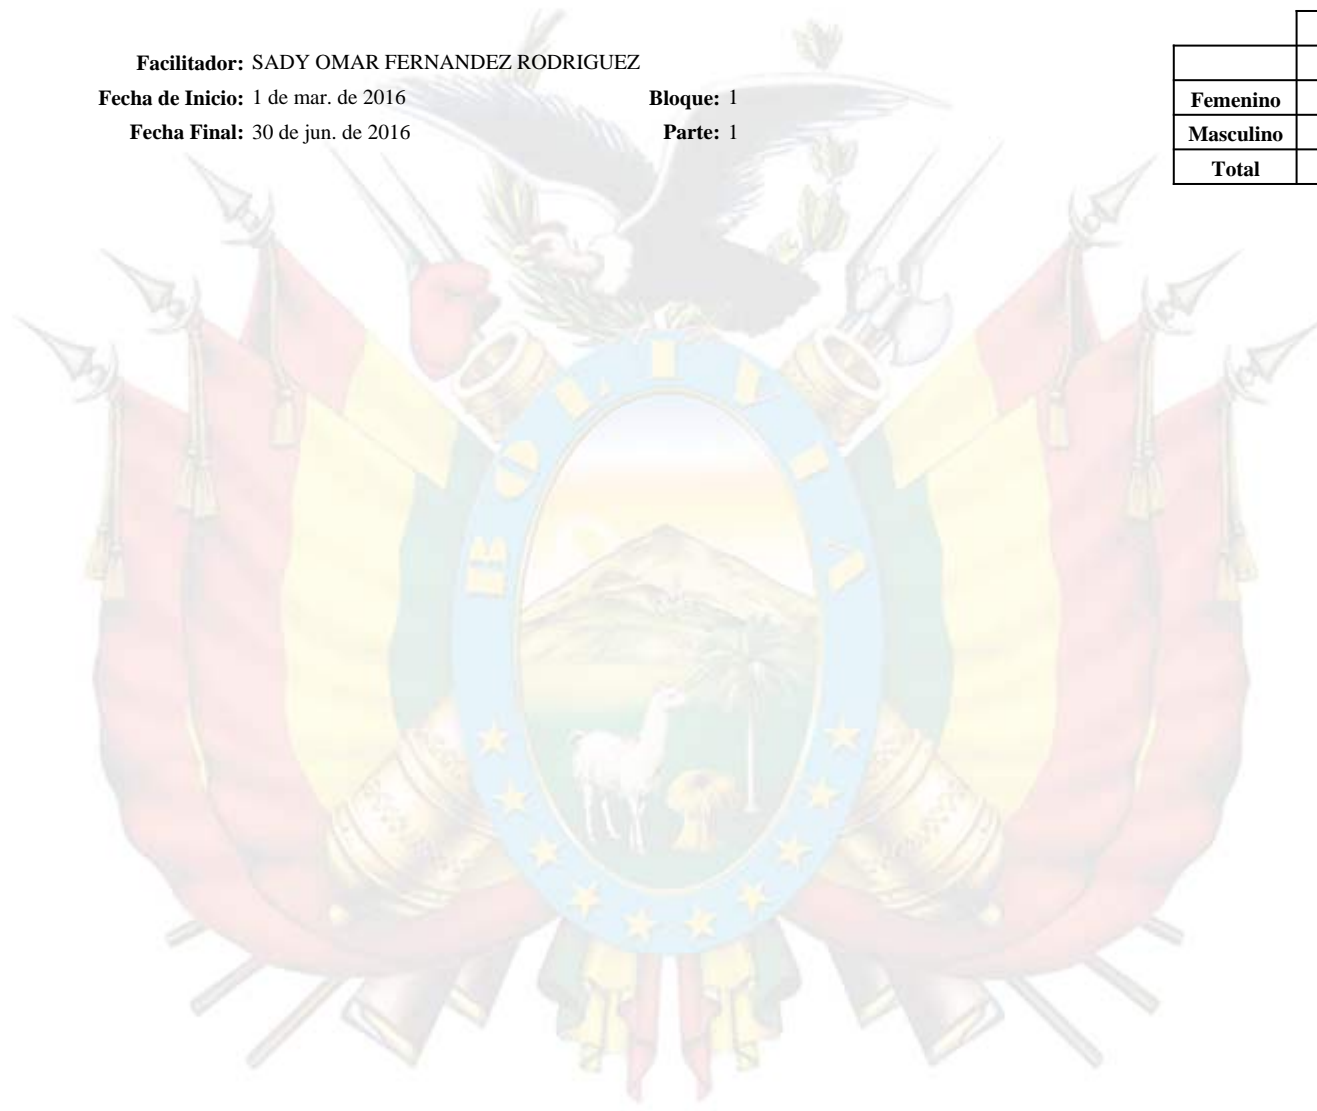 Facilitador: SADY OMAR FERNANDEZ RODRIGUEZ
Fecha de Inicio: 1 de mar. de 2016 Bloque: 1
Fecha Final: 30 de jun. de 2016 Parte: 1
Femenino
Masculino
Total
BOLIVIA